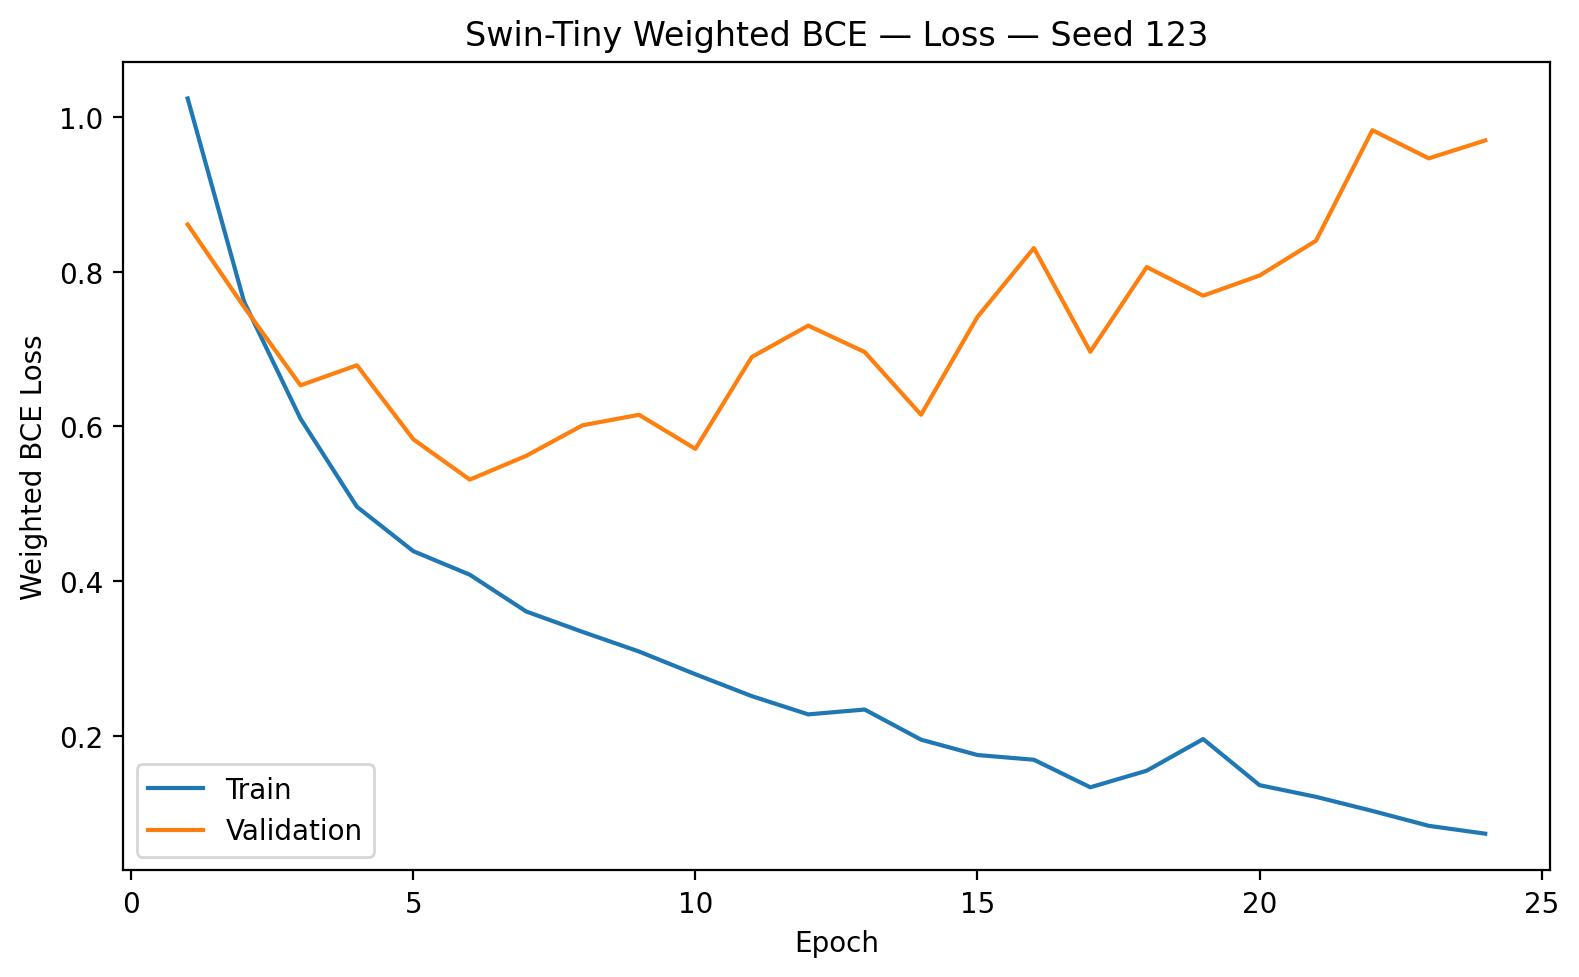 Swin-Tiny Weighted BCE — Loss — Seed 123
Weighted BCE Loss
1.0
0.8
0.6
0.4
0.2
Train
Validation
0 5 10 15 20 25
Epoch